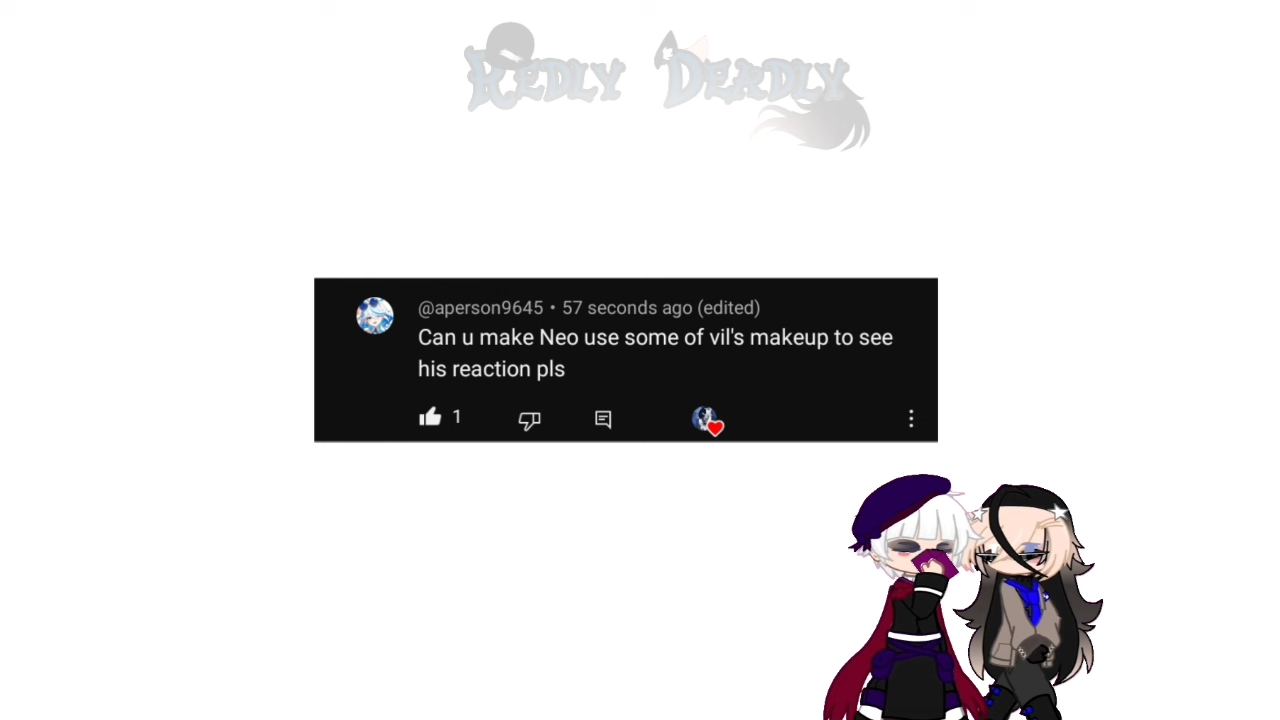 REDLY DEADLY
@aperson9645 • 57 seconds ago (edited)
Can u make Neo use some of vil's makeup to see
his reaction pls
1